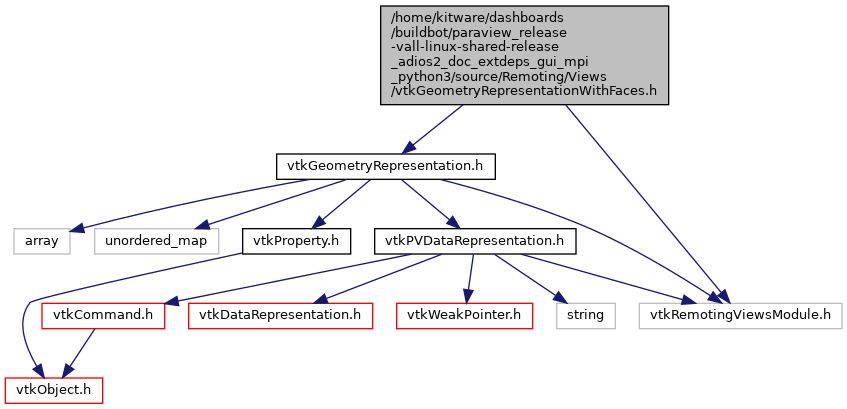 /home/kitware/dashboards
/buildbot/paraview_release
-vall-linux-shared-release
_adios2_doc_extdeps_gui_mpi
_python3/source/Remoting/Views
/vtkGeometryRepresentationWithFaces.h
vtkGeometryRepresentation.h
array
unordered_map
vtkProperty.h
vtkPVDataRepresentation.h
vtkCommand.h
vtkDataRepresentation.h
vtkWeakPointer.h
string
vtkRemotingViewsModule.h
vtkObject.h